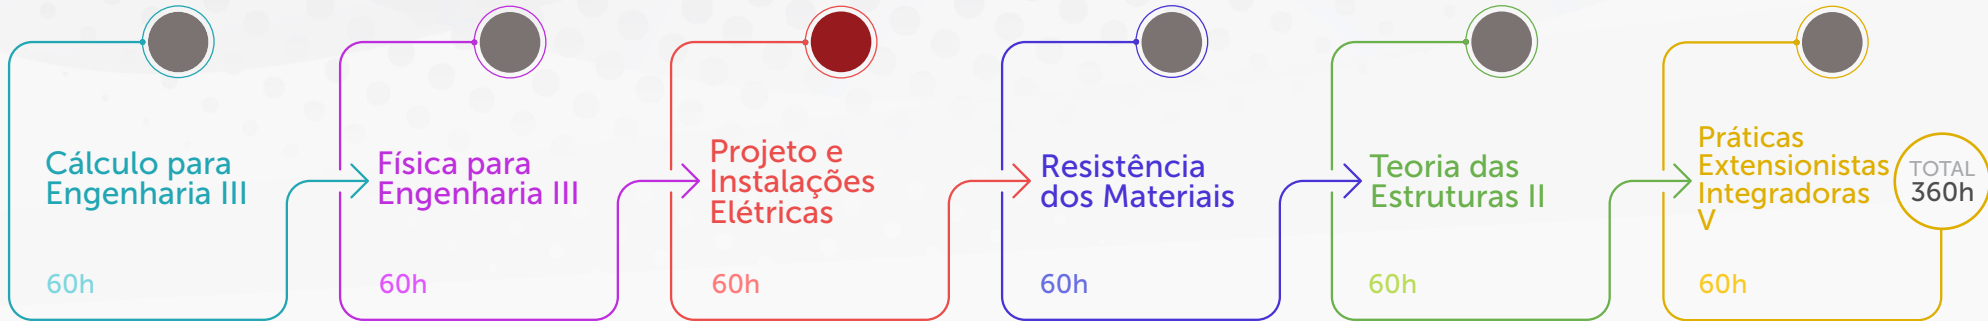 Cálculo para
Engenharia III
60h
Física para
Engenharia III
60h
Projeto e
Instalações
Elétricas
60h
Resistência
dos Materiais
60h
Teoria das
Estruturas II
60h
Práticas
Extensionistas
Integradoras
V
60h
TOTAL
360h